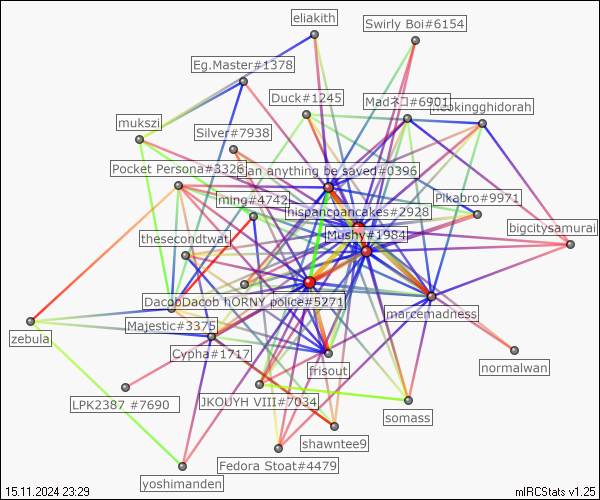 eliakith
Swirly Boi#6154
Eg.Master#1378
Duck#1245
Madネ�#6901
neokingghidorah
mukszi
Silver#7938
Pocket Persona#3326
an anything be saved#0396
ming#4742
hispancpancakes#2928
Pikabro#9971
Mushy#1984
bigcitysamurai
thesecondtwat
DacobDacob
hORNY police#5271
Majestic#3375
marcemadness
zebula
Cypha#1717
frisout
normalwan
LPK2387 #7690
JKOUYH VIII#7034
somass
shawntee9
Fedora Stoat#4479
yoshimanden
15.11.2024 23:29
mIRCStats v1.25